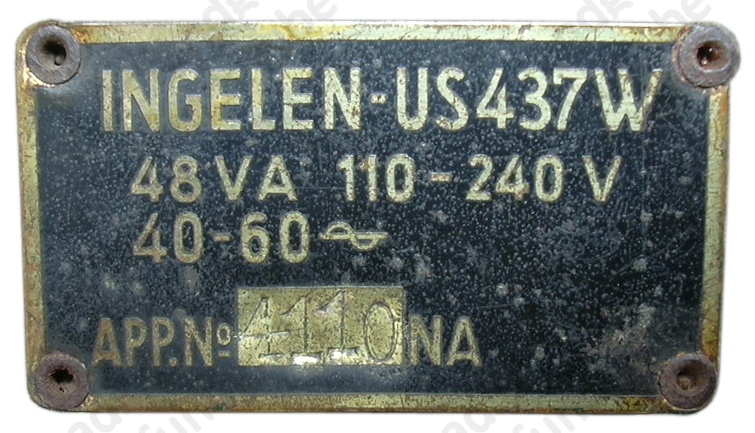 INGELEN-US437W
48VA 110-240 V
40-60∿
APP.No 4110 NA